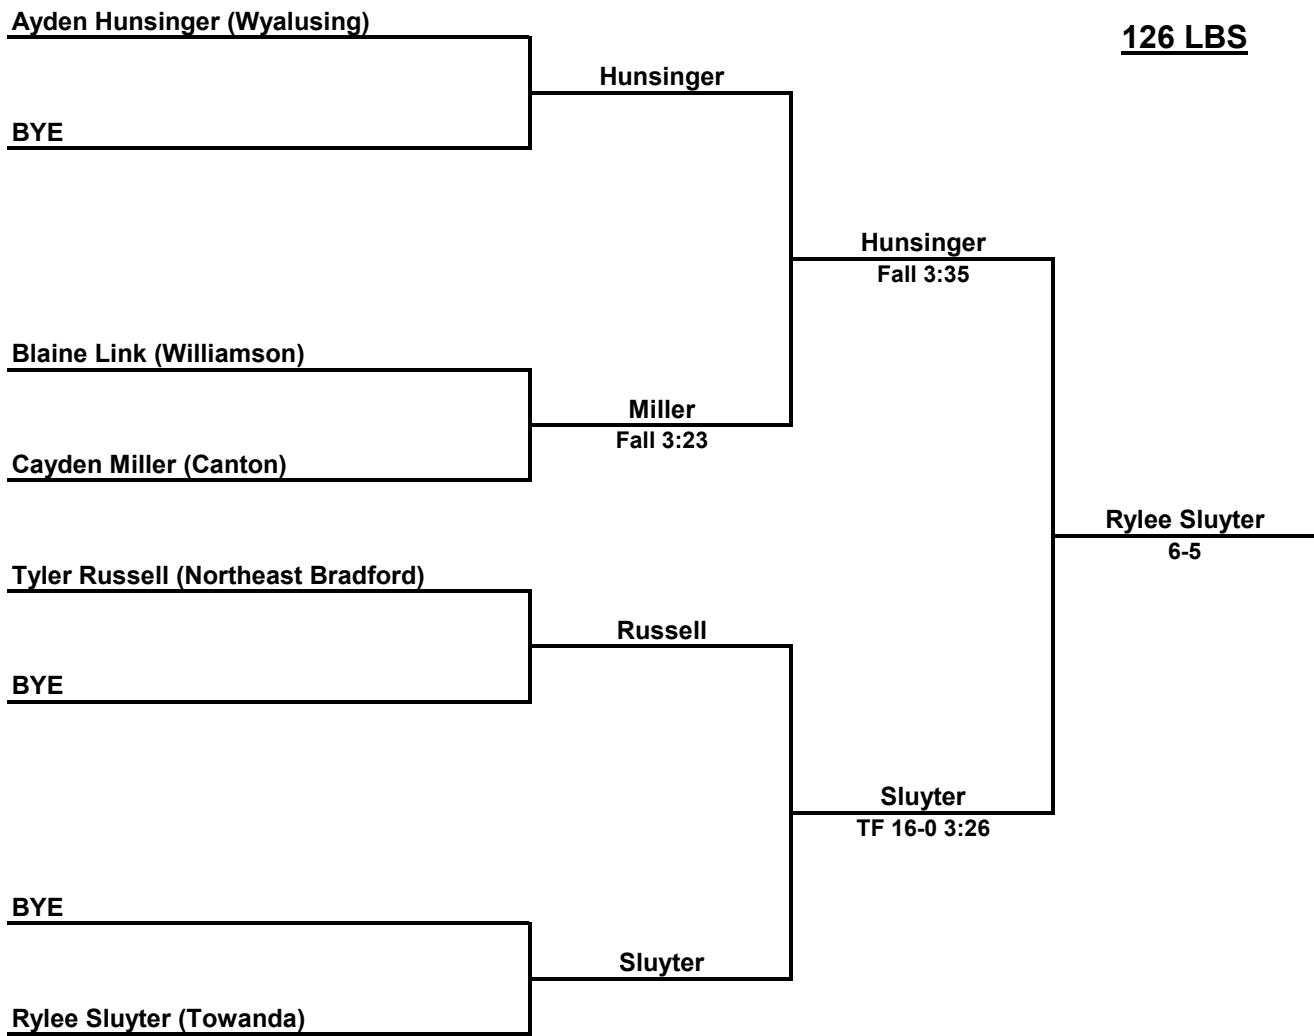 Ayden Hunsinger (Wyalusing)
126 LBS
Hunsinger
BYE
Hunsinger
Fall 3:35
Blaine Link (Williamson)
Miller
Fall 3:23
Cayden Miller (Canton)
Rylee Sluyter
6-5
Tyler Russell (Northeast Bradford)
Russell
BYE
Sluyter
TF 16-0 3:26
BYE
Sluyter
Rylee Sluyter (Towanda)